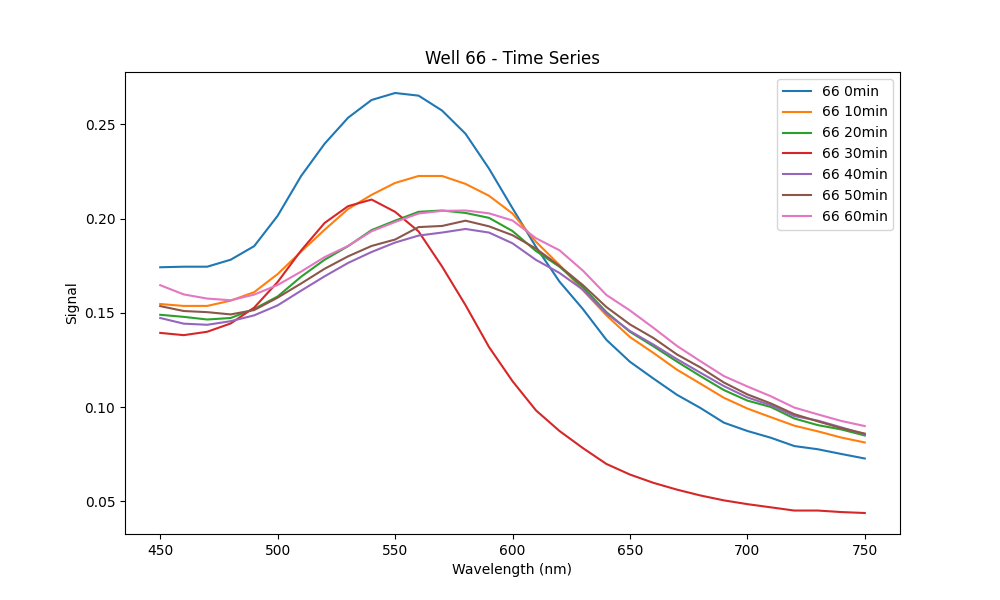 Well 66 - Time Series
66 0min
66 10min
66 20min
66 30min
66 40min
66 50min
66 60min
0.25
0.20
0.15
0.10
0.05
Signal
450 500 550 600 650 700 750
Wavelength (nm)